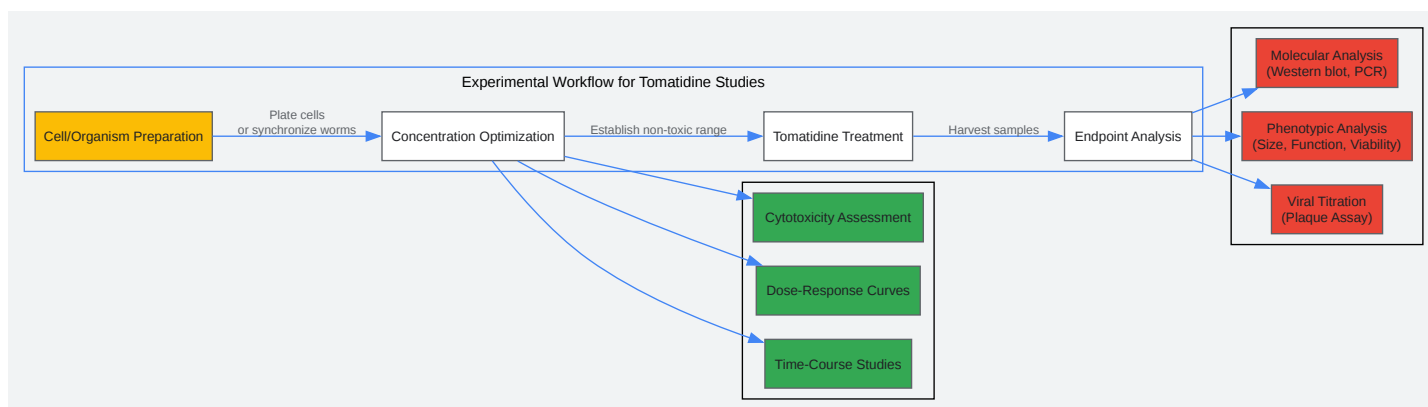 Experimental Workflow for Tomatidine Studies
Cell/Organism Preparation
Plate cells
or synchronize worms
Concentration Optimization
Establish non-toxic range
Tomatidine Treatment
Harvest samples
Endpoint Analysis
Molecular Analysis
(Western blot, PCR)
Phenotypic Analysis
(Size, Function, Viability)
Viral Titration
(Plaque Assay)
Cytotoxicity Assessment
Dose-Response Curves
Time-Course Studies